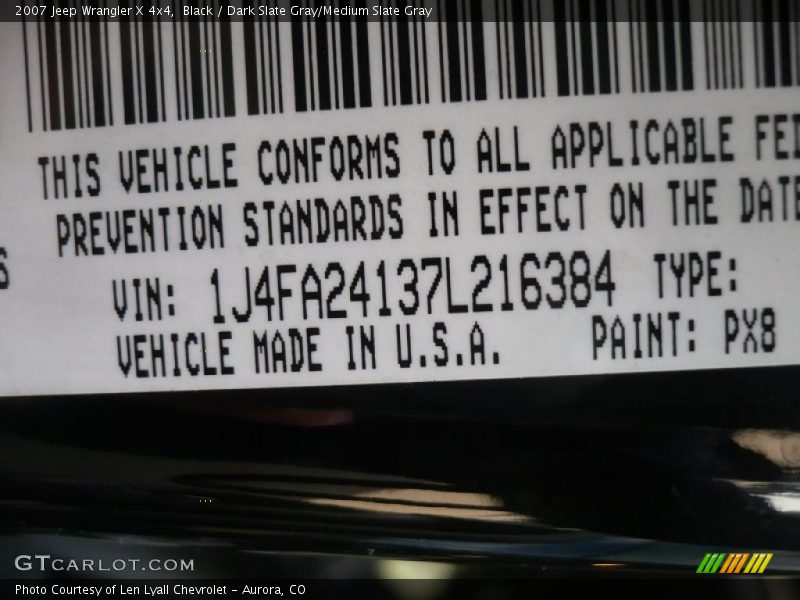 2007 Jeep Wrangler X 4x4, Black / Dark Slate Gray/Medium Slate Gray
THIS VEHICLE CONFORMS TO ALL APPLICABLE FED
PREVENTION STANDARDS IN EFFECT ON THE DATE
S
VIN: 1J4FA24137L216384 TYPE:
VEHICLE MADE IN U.S.A. PAINT: PX8
GTCARLOT.COM
Photo Courtesy of Len Lyall Chevrolet - Aurora, CO